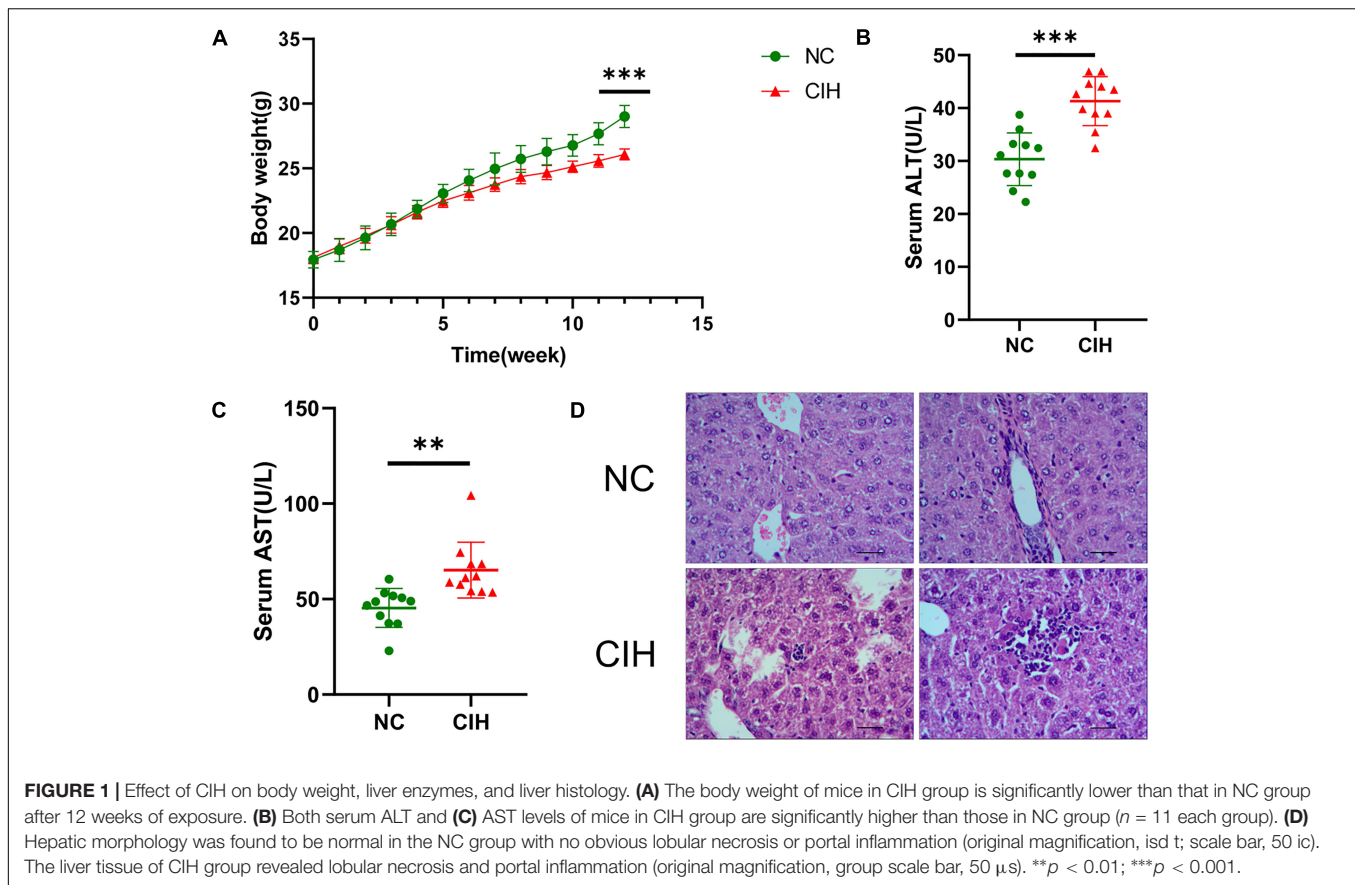 A
35
30
25
20
15
Body weight(g)
0
5
10
15
Time(week)
***
NC
CIH
B
50
40
30
20
10
0
Serum ALT(U/L)
***
NC
CIH
C
150
100
50
0
Serum AST(U/L)
**
NC
CIH
D
NC
CIH
FIGURE 1 | Effect of CIH on body weight, liver enzymes, and liver histology. (A) The body weight of mice in CIH group is significantly lower than that in NC group
after 12 weeks of exposure. (B) Both serum ALT and (C) AST levels of mice in CIH group are significantly higher than those in NC group (n = 11 each group). (D)
Hepatic morphology was found to be normal in the NC group with no obvious lobular necrosis or portal inflammation (original magnification, isd t; scale bar, 50 ic).
The liver tissue of CIH group revealed lobular necrosis and portal inflammation (original magnification, group scale bar, 50 μs). **p < 0.01; ***p < 0.001.